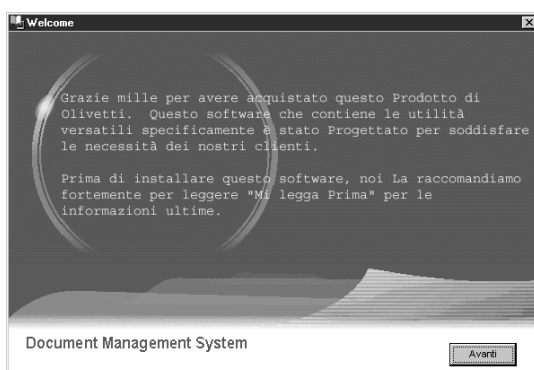 Welcome
Grazie mille per avere acquistato questo Prodotto di
Olivetti. Questo software che contiene le utilità
versatili specificamente è stato Progettato per soddisfare
le necessità dei nostri clienti.
Prima di installare questo software, noi La raccomandiamo
fortemente per leggere "Mi legga Prima" per le
informazioni ultime.
Document Management System
Avanti